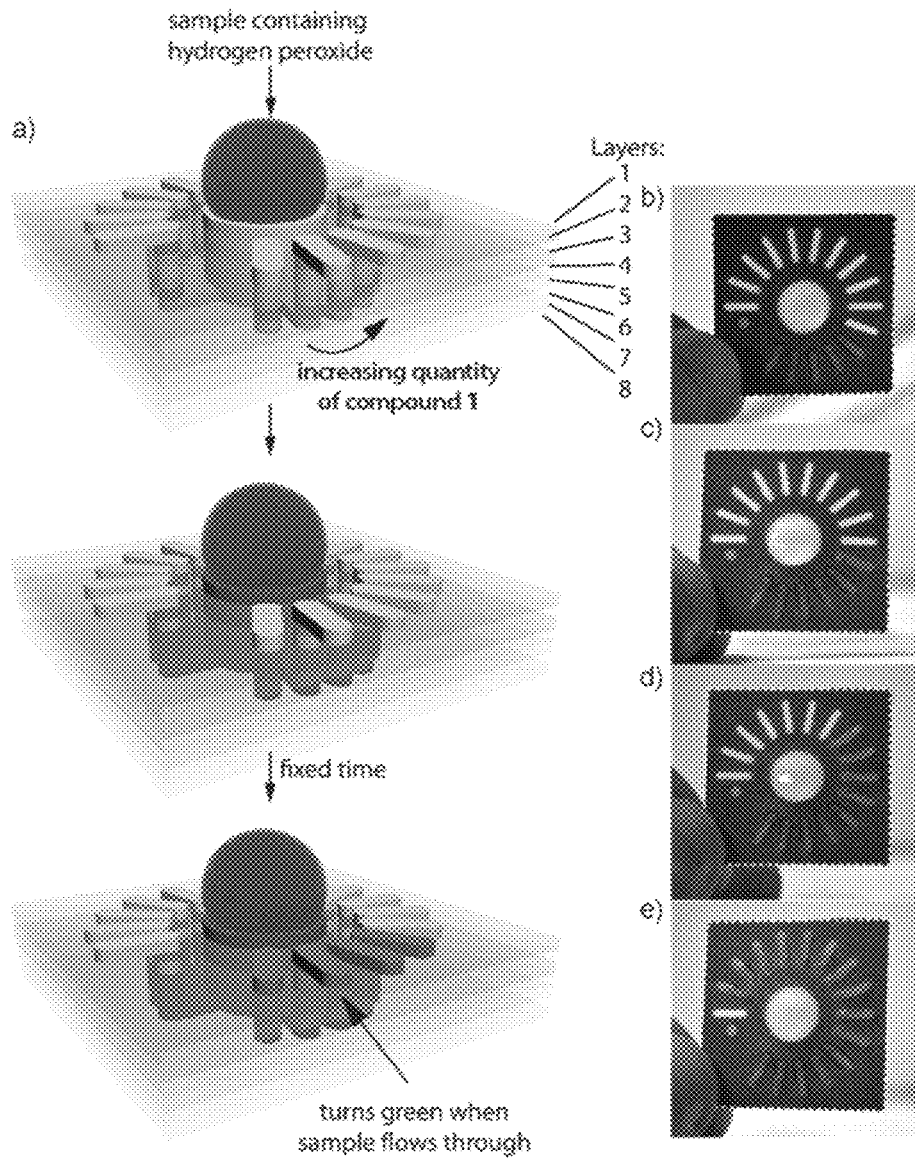 sample containing
hydrogen peroxide
a)
Layers:
1
2
3
4
5
6
7
8
increasing quantity
of compound 1
fixed time
turns green when
sample flows through
b)
c)
d)
e)